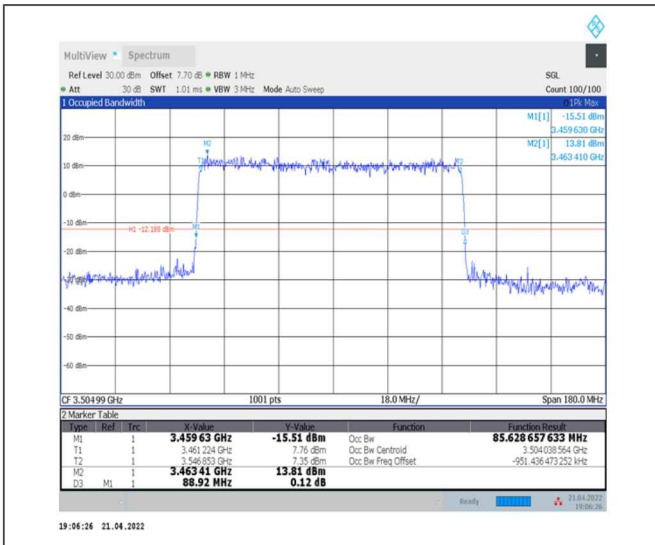 MultiView Spectrum
Ref Level 30.00 dBm Offset 7.70 dB RBW 1 MHz SGL
Att 30 dB SWT 1.01 ms VBW 3 MHz Mode Auto Sweep Count 100/100
1 Occupied Bandwidth 1Pk Max
M1[1] -15.51 dBm
3.459 630 GHz
M2[1] 13.81 dBm
3.463 410 GHz
20 dBm
M2
T1
T2
10 dBm
0 dBm
-10 dBm
H1 -12.188 dBm
M1
D3
-20 dBm
-30 dBm
-40 dBm
-50 dBm
-60 dBm
CF 3.504 99 GHz 1001 pts 18.0 MHz/ Span 180.0 MHz
2 Marker Table
Type Ref Trc X-Value Y-Value Function Function Result
M1 1 3.459 63 GHz -15.51 dBm Occ Bw 85.628 657 633 MHz
T1 1 3.461 224 GHz 7.76 dBm Occ Bw Centroid 3.504 038 564 GHz
T2 1 3.546 853 GHz 7.35 dBm Occ Bw Freq Offset -951.436 473 252 kHz
M2 1 3.463 41 GHz 13.81 dBm
D3 M1 1 88.92 MHz 0.12 dB
Ready 21.04.2022
19:06:26
19:06:26 21.04.2022